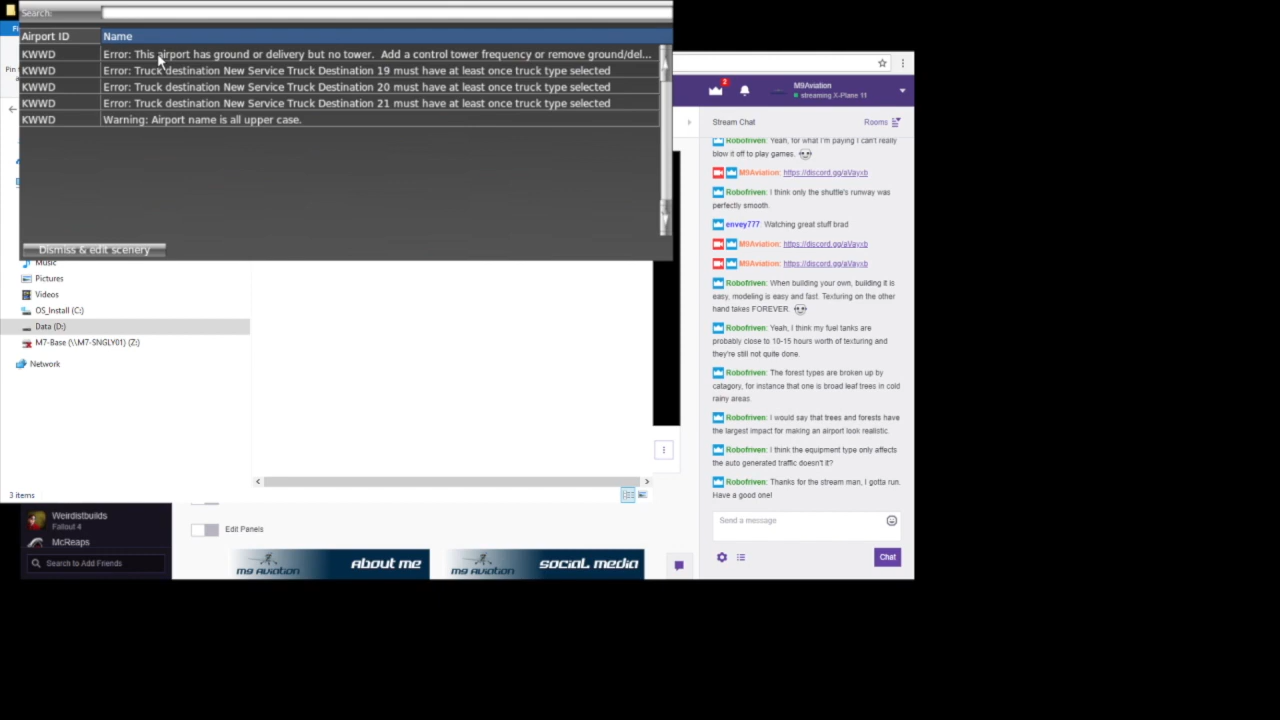 Search:
Airport ID Name
KWWD Error: This airport has ground or delivery but no tower. Add a control tower frequency or remove ground/del...
KWWD Error: Truck destination New Service Truck Destination 19 must have at least once truck type selected
KWWD Error: Truck destination New Service Truck Destination 20 must have at least once truck type selected
KWWD Error: Truck destination New Service Truck Destination 21 must have at least once truck type selected
KWWD Warning: Airport name is all upper case.
Dismiss & edit scenery
Music
Pictures
Videos
OS_Install (C:)
Data (D:)
M7-Base (\\M7-SNGLY01) (Z:)
Network
3 items
Weirdistbuilds
Fallout 4
McReaps
Search to Add Friends
Edit Panels
M9 AVIATION about me
M9 AVIATION social media
2
M9Aviation
streaming X-Plane 11
Stream Chat Rooms
Robofriven: Yeah, for what I'm paying I can't really
blow it off to play games.
M9Aviation: https://discord.gg/aVayxb
Robofriven: I think only the shuttle's runway was
perfectly smooth.
envey777: Watching great stuff brad
M9Aviation: https://discord.gg/aVayxb
M9Aviation: https://discord.gg/aVayxb
Robofriven: When building your own, building it is
easy, modeling is easy and fast. Texturing on the other
hand takes FOREVER.
Robofriven: Yeah, I think my fuel tanks are
probably close to 10-15 hours worth of texturing and
they're still not quite done.
Robofriven: The forest types are broken up by
catagory, for instance that one is broad leaf trees in cold
rainy areas.
Robofriven: I would say that trees and forests have
the largest impact for making an airport look realistic.
Robofriven: I think the equipment type only affects
the auto generated traffic doesn't it?
Robofriven: Thanks for the stream man, I gotta run.
Have a good one!
Send a message
Chat